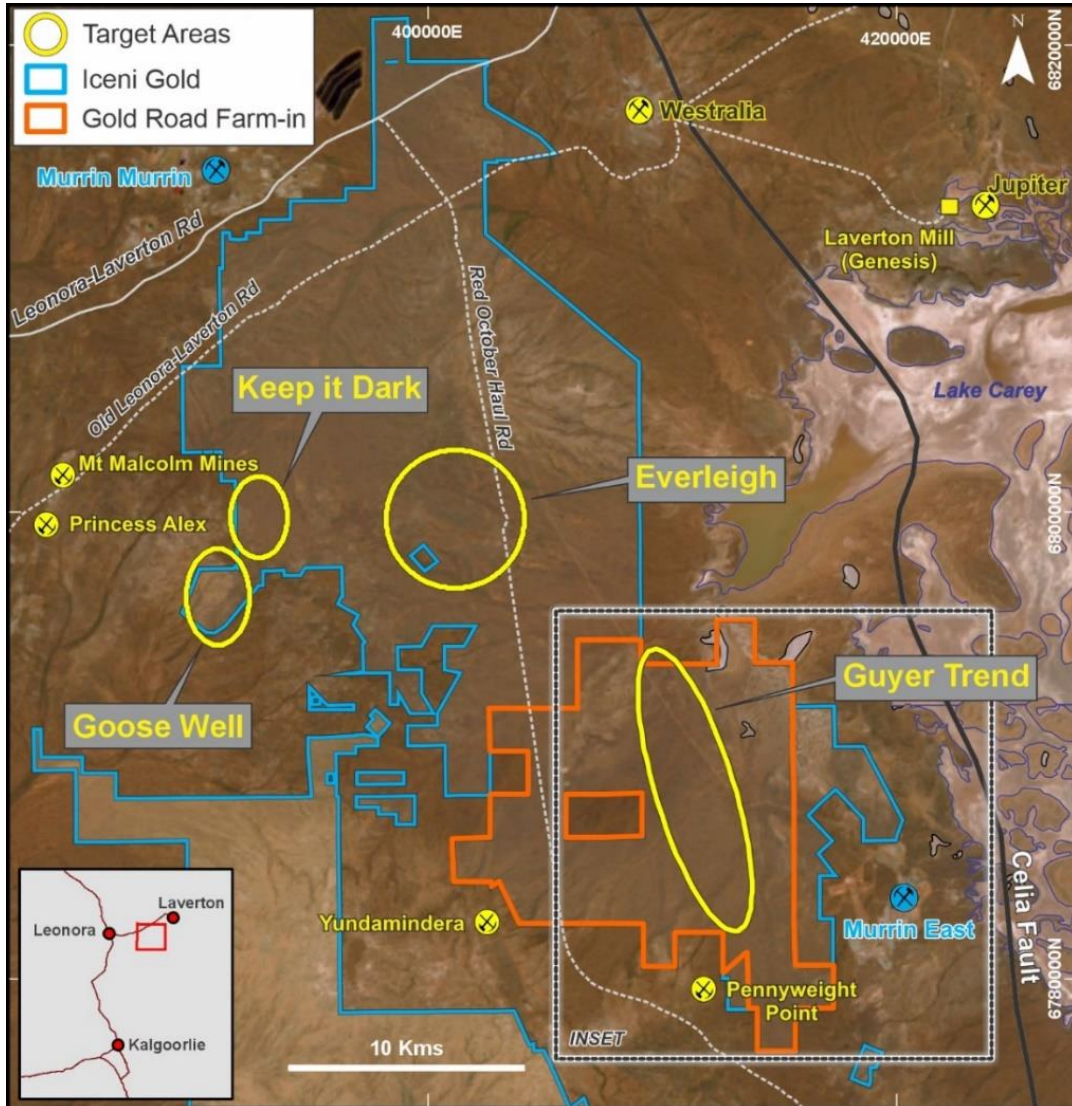 Target Areas
Iceni Gold
Gold Road Farm-in
400000E
420000E
N
6820000N
Westralia
Murrin Murrin
Jupiter
Laverton Mill
(Genesis)
Leonora-Laverton Rd
Old Leonora-Laverton Rd
Red October Haul Rd
Keep it Dark
Lake Carey
Mt Malcolm Mines
Everleigh
Princess Alex
6800000N
Guyer Trend
Goose Well
Laverton
Leonora
Kalgoorlie
Yundamindera
Murrin East
Celia Fault
Pennyweight
Point
6780000N
INSET
10 Kms